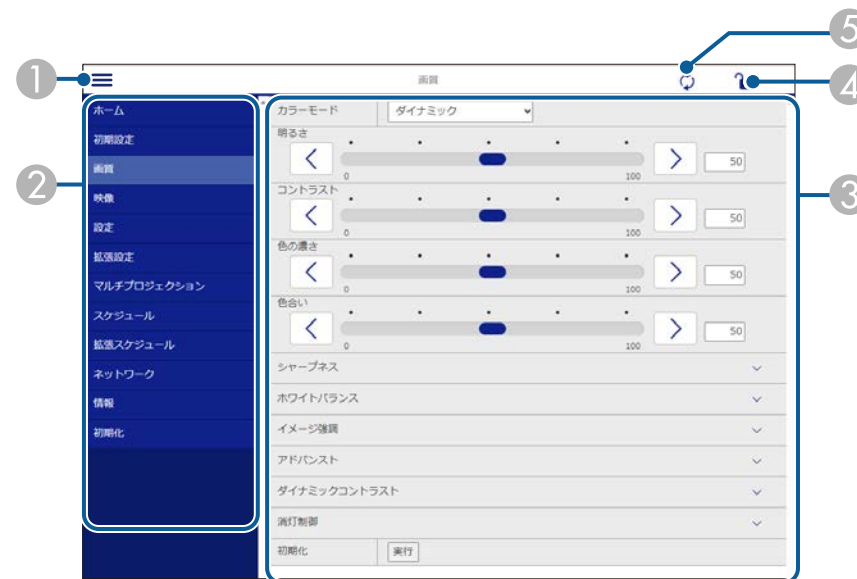 5
1
画質
4
ホーム
初期設定
画質
映像
設定
拡張設定
マルチプロジェクション
スケジュール
拡張スケジュール
ネットワーク
情報
初期化
2
カラーモード ダイナミック
明るさ
0 100 50
コントラスト
0 100 50
色の濃さ
0 100 50
色合い
0 100 50
シャープネス
ホワイトバランス
イメージ強調
アドバンスト
ダイナミックコントラスト
消灯制御
初期化 実行
3